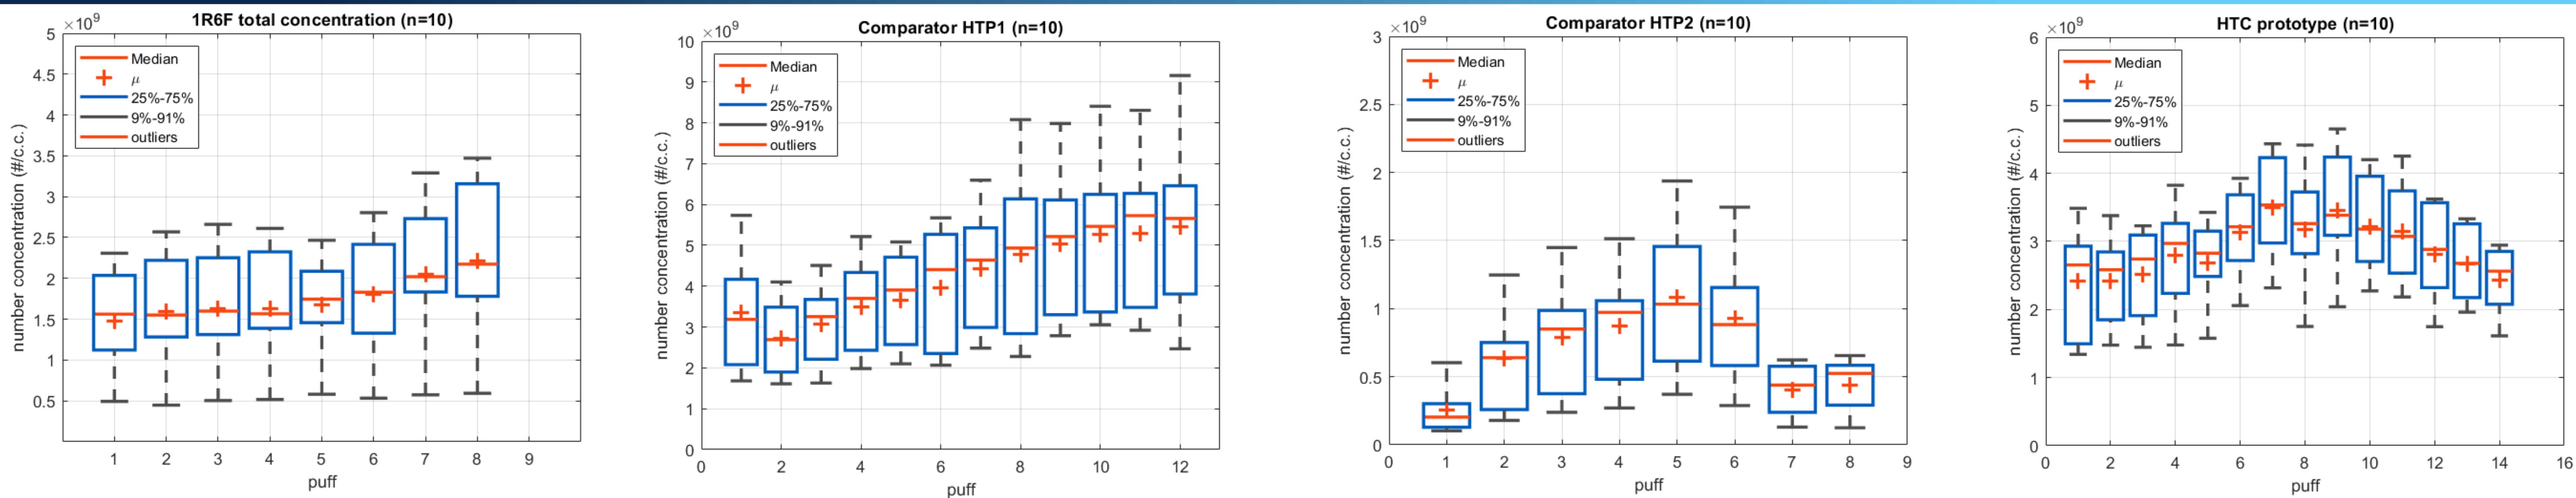 1R6F total concentration (n=10)
×10^9
5
4.5
4
3.5
3
2.5
2
1.5
1
0.5
number concentration (#/c.c.)
Median
μ
25%-75%
9%-91%
outliers
1 2 3 4 5 6 7 8 9
puff
Comparator HTP1 (n=10)
×10^9
10
9
8
7
6
5
4
3
2
1
0
number concentration (#/c.c.)
Median
μ
25%-75%
9%-91%
outliers
0 2 4 6 8 10 12
puff
Comparator HTP2 (n=10)
×10^9
3
2.5
2
1.5
1
0.5
0
number concentration (#/c.c.)
Median
μ
25%-75%
9%-91%
outliers
0 1 2 3 4 5 6 7 8 9
puff
HTC prototype (n=10)
×10^9
6
5
4
3
2
1
0
number concentration (#/c.c.)
Median
μ
25%-75%
9%-91%
outliers
0 2 4 6 8 10 12 14 16
puff